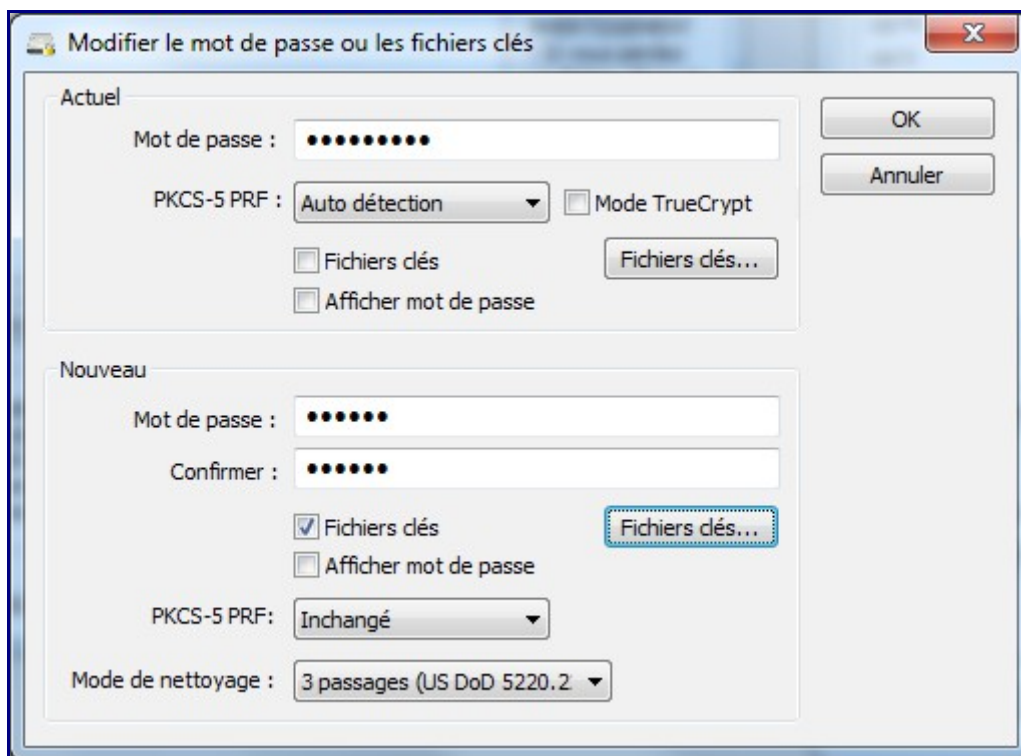 Modifier le mot de passe ou les fichiers clés
Actuel
Mot de passe : •••••••••
PKCS-5 PRF : Auto détection Mode TrueCrypt
Fichiers clés Fichiers clés...
Afficher mot de passe
OK
Annuler
Nouveau
Mot de passe : ••••••
Confirmer : ••••••
Fichiers clés Fichiers clés...
Afficher mot de passe
PKCS-5 PRF: Inchangé
Mode de nettoyage : 3 passages (US DoD 5220.2